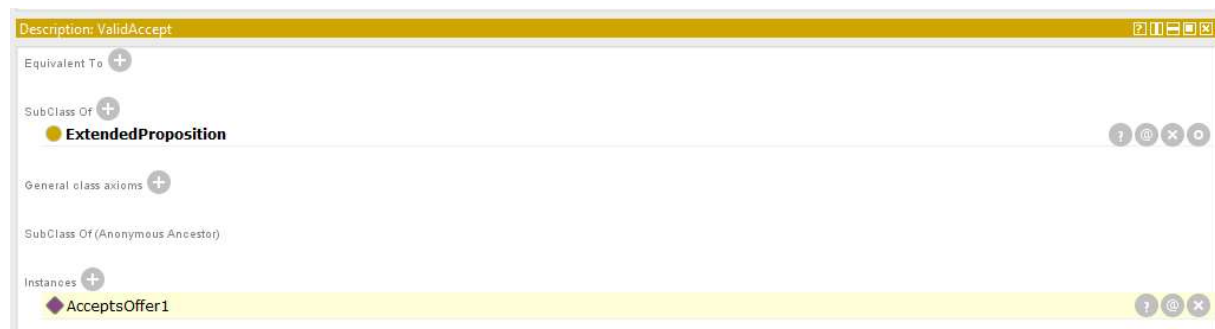 Description: ValidAccept
Equivalent To
SubClass Of
ExtendedProposition
General class axioms
SubClass Of (Anonymous Ancestor)
Instances
AcceptsOffer1